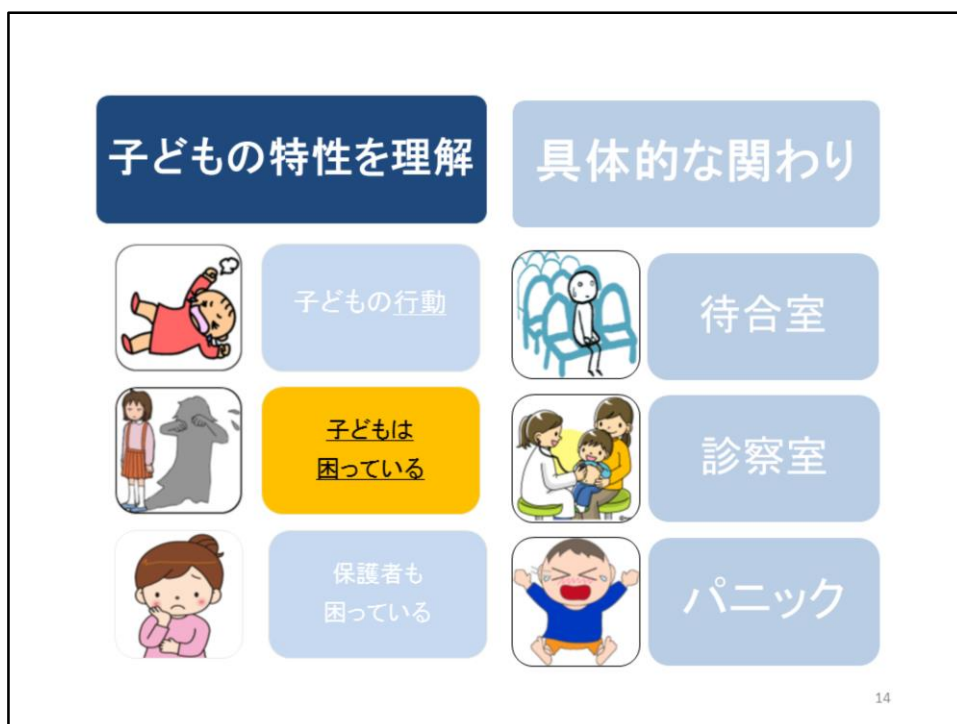 子どもの特性を理解
子どもの行動
子どもは
困っている
保護者も
困っている
具体的な関わり
待合室
診察室
パニック
14